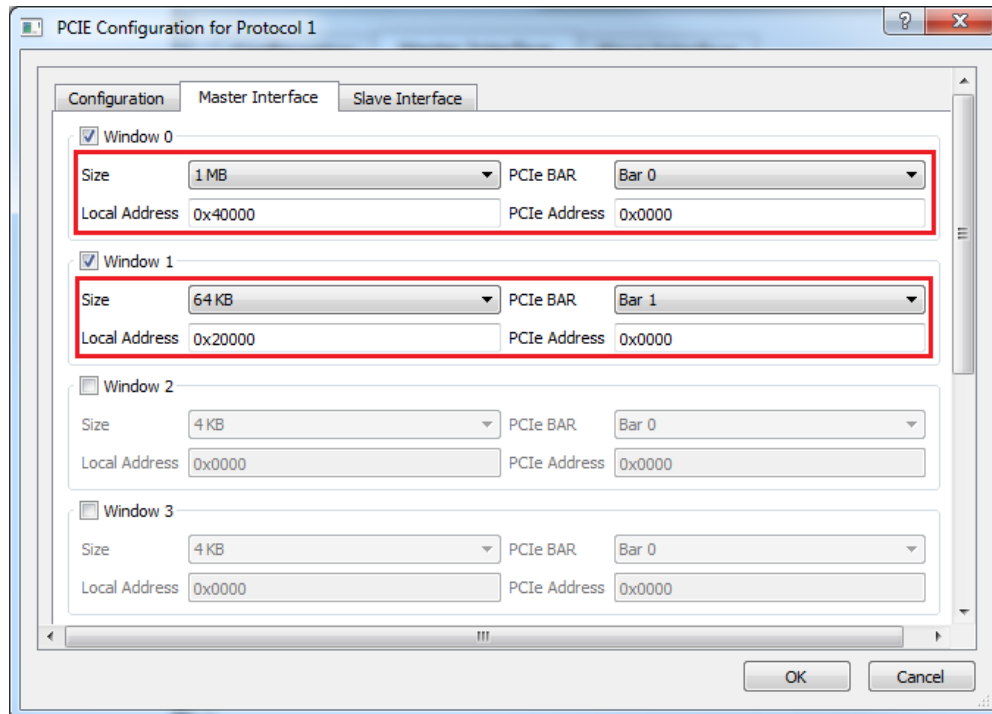 PCIE Configuration for Protocol 1
Configuration Master Interface Slave Interface
Window 0
Size 1 MB PCIe BAR Bar 0
Local Address 0x40000 PCIe Address 0x0000
Window 1
Size 64 KB PCIe BAR Bar 1
Local Address 0x20000 PCIe Address 0x0000
Window 2
Size 4 KB PCIe BAR Bar 0
Local Address 0x0000 PCIe Address 0x0000
Window 3
Size 4 KB PCIe BAR Bar 0
Local Address 0x0000 PCIe Address 0x0000
OK Cancel